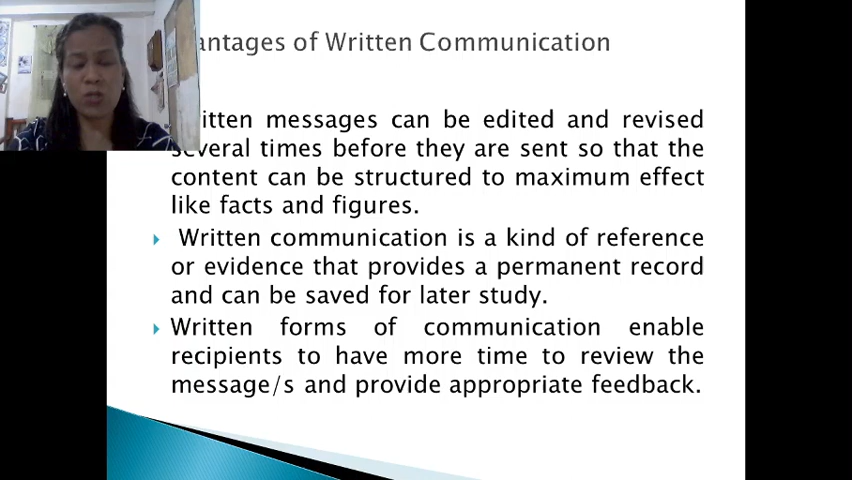 antages of Written Communication
itten messages can be edited and revised
several times before they are sent so that the
content can be structured to maximum effect
like facts and figures.
Written communication is a kind of reference
or evidence that provides a permanent record
and can be saved for later study.
Written forms of communication enable
recipients to have more time to review the
message/s and provide appropriate feedback.